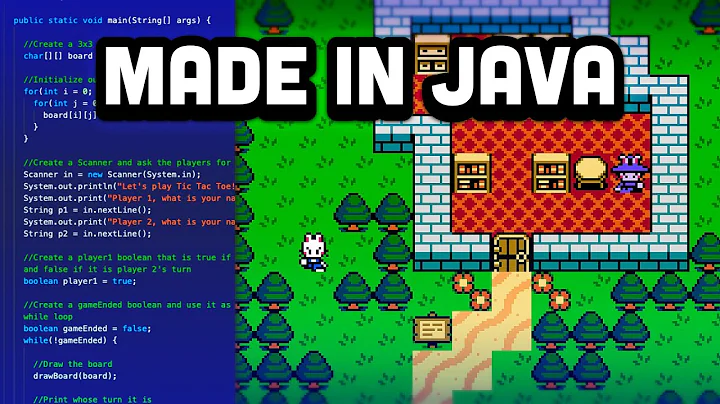 MADE IN JAVA
public static void main(String[] args) {
//Create a 3x3
char[][] board
//Initialize ou
for(int i = 0;
for(int j = 0
board[i][j]
}
}
//Create a Scanner and ask the players for
Scanner in = new Scanner(System.in);
System.out.println("Let's play Tic Tac Toe!
System.out.print("Player 1, what is your na
String p1 = in.nextLine();
System.out.print("Player 2, what is your na
String p2 = in.nextLine();
//Create a player1 boolean that is true if
and false if it is player 2's turn
boolean player1 = true;
//Create a gameEnded boolean and use it as
while loop
boolean gameEnded = false;
while(!gameEnded) {
//Draw the board
drawBoard(board);
//Print whose turn it is